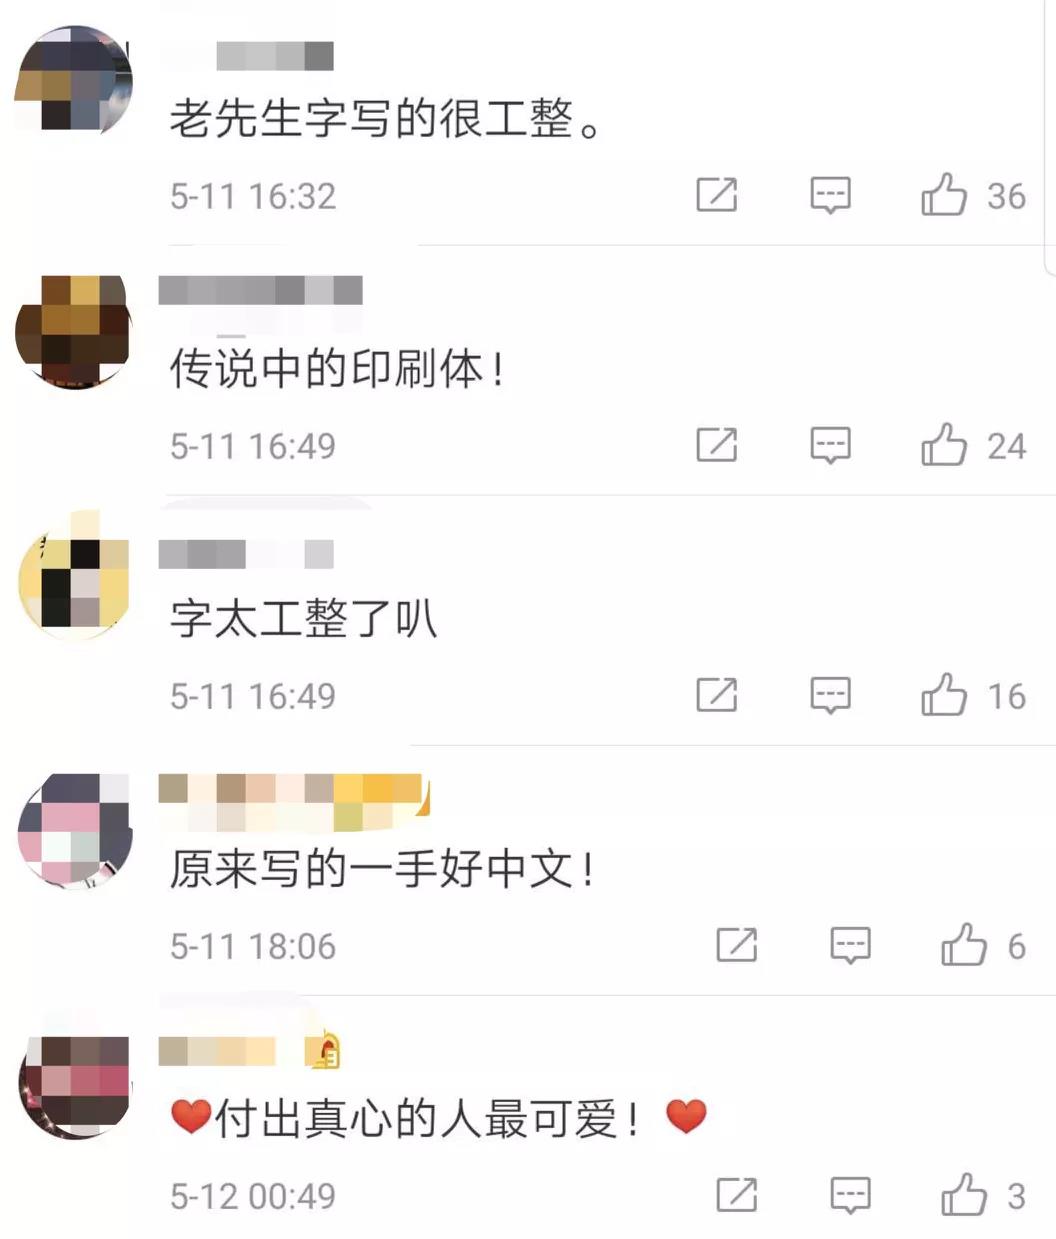 老先生字写的很工整。
5-11 16:32
36
传说中的印刷体！
5-11 16:49
24
字太工整了叭
5-11 16:49
16
原来写的一手好中文！
5-11 18:06
6
❤️付出真心的人最可爱！❤️
5-12 00:49
3